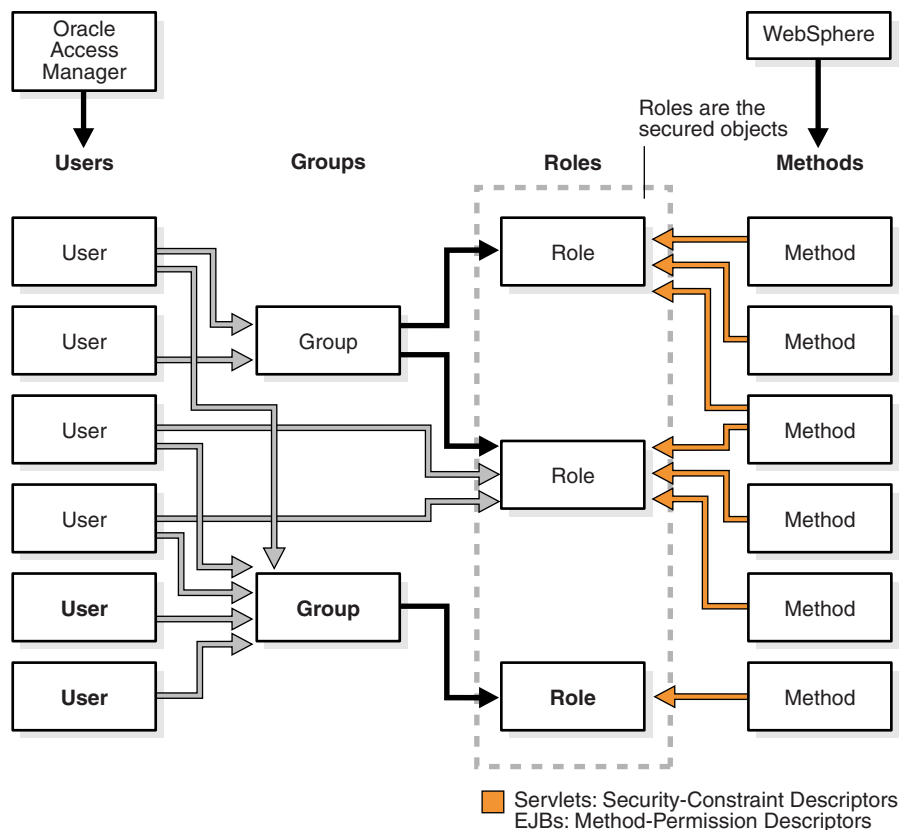 Oracle
Access
Manager
WebSphere
Roles are the
secured objects
Users
Groups
Roles
Methods
User
Role
Method
User
Group
Method
User
Method
Role
User
Method
User
Group
Method
User
Role
Method
Servlets: Security-Constraint Descriptors
EJBs: Method-Permission Descriptors